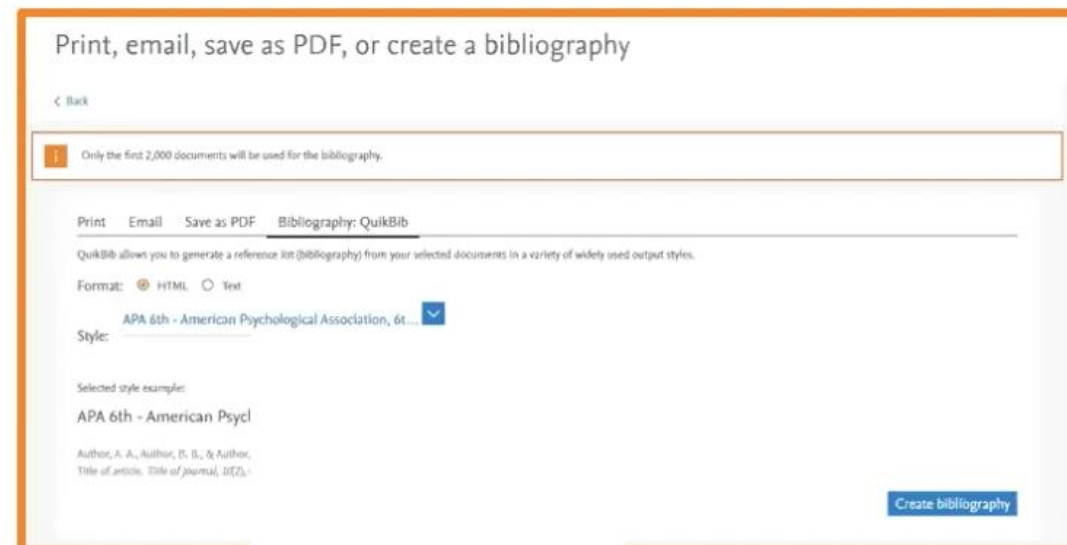 Print, email, save as PDF, or create a bibliography
< Back
i Only the first 2,000 documents will be used for the bibliography.
Print Email Save as PDF Bibliography: QuikBib
QuikBib allows you to generate a reference list (bibliography) from your selected documents in a variety of widely used output styles.
Format: HTML Text
APA 6th - American Psychological Association, 6t...
Style:
Selected style example:
APA 6th - American Psycl
Author, A. A., Author, B. B., & Author,
Title of article. Title of journal,
Create bibliography